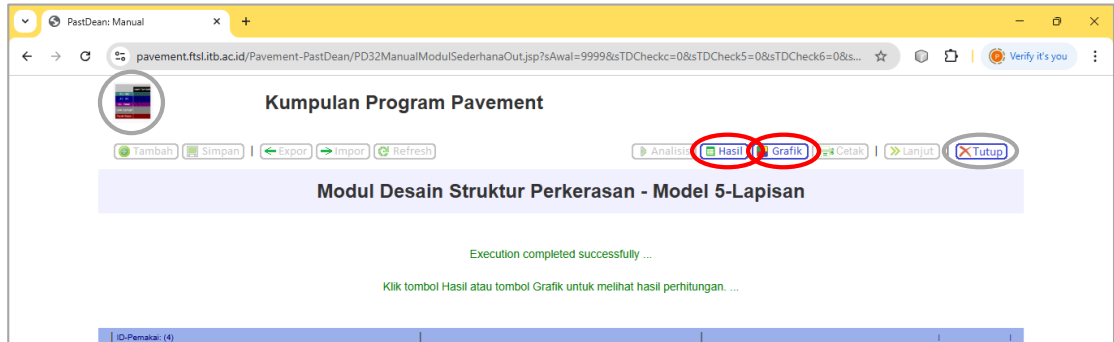 PastDean: Manual
pavement.ftsl.itb.ac.id/Pavement-PastDean/PD32ManualModulSederhanaOut.jsp?sAwal=9999&sTDCheckc=0&sTDCheck5=0&sTDCheck6=0&s... Verify it's you
Kumpulan Program Pavement
Tambah Simpan | Expor Impor Refresh Analisis Hasil Grafik Cetak | Lanjut | Tutup
Modul Desain Struktur Perkerasan - Model 5-Lapisan
Execution completed successfully ...
Klik tombol Hasil atau tombol Grafik untuk melihat hasil perhitungan. ...
ID-Pemakai: (4)